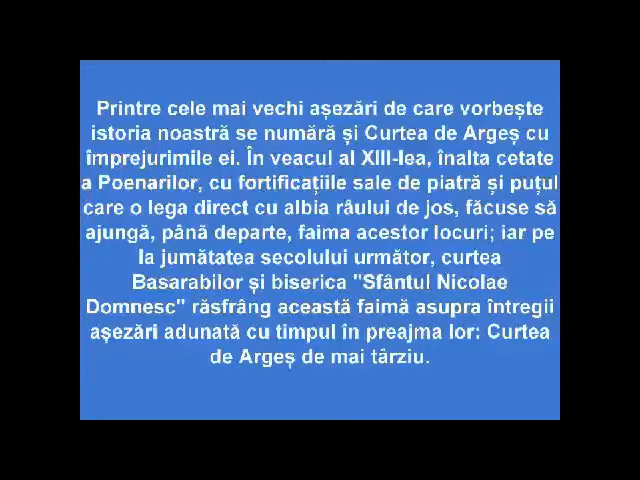 Printre cele mai vechi așezări de care vorbește
istoria noastră se numără și Curtea de Argeș cu
împrejurimile ei. În veacul al XIII-lea, înalta cetate
a Poenarilor, cu fortificațiile sale de piatră și puțul
care o lega direct cu albia râului de jos, făcuse să
ajungă, până departe, faima acestor locuri; iar pe
la jumătatea secolului următor, curtea
Basarabilor și biserica "Sfântul Nicolae
Domnesc" răsfrâng această faimă asupra întregii
așezări adunată cu timpul în preajma lor: Curtea
de Argeș de mai târziu.